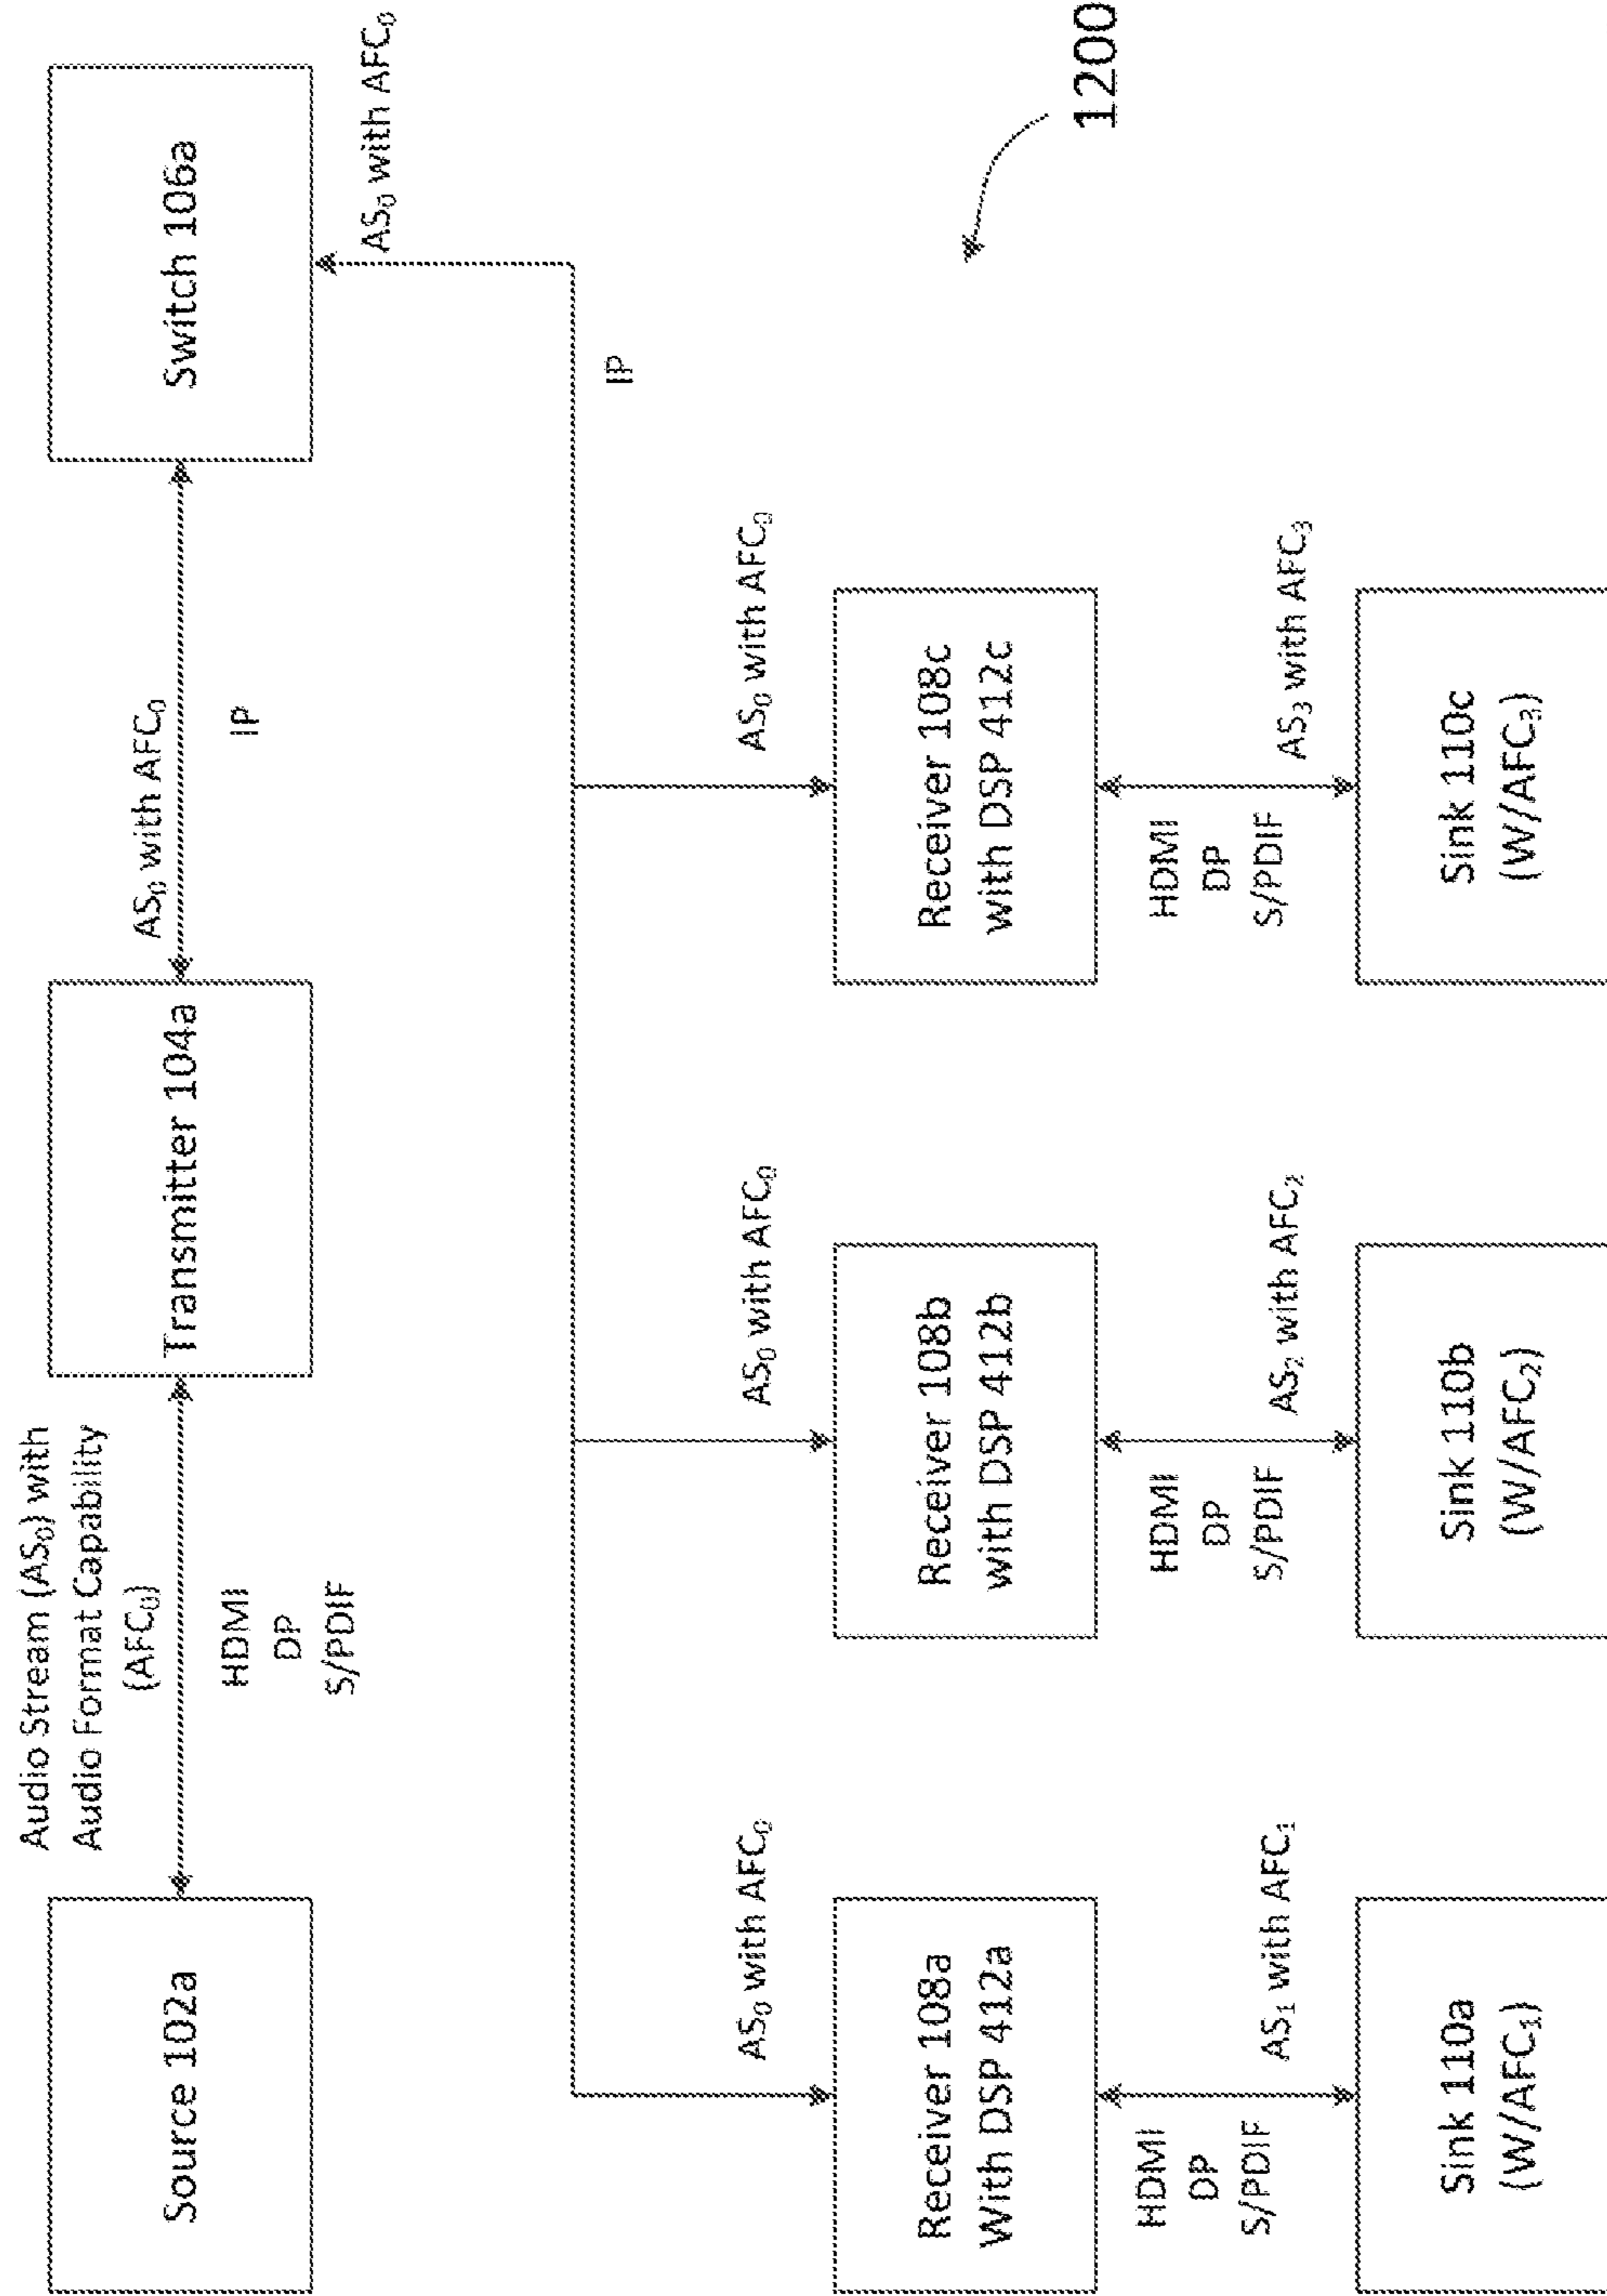 Audio Stream (AS₀) with
Audio Format Capability
(AFC₀)
Source 102a
HDMI
DP
S/PDIF
Transmitter 104a
AS₀ with AFC₀
IP
Switch 106a
AS₀ with AFC₀
IP
AS₀ with AFC₀
AS₀ with AFC₀
AS₀ with AFC₀
Receiver 108a
With DSP 412a
Receiver 108b
with DSP 412b
Receiver 108c
with DSP 412c
HDMI
DP
S/PDIF
AS₁ with AFC₁
HDMI
DP
S/PDIF
AS₂ with AFC₂
HDMI
DP
S/PDIF
AS₃ with AFC₃
Sink 110a
(W/AFC₁)
Sink 110b
(W/AFC₂)
Sink 110c
(W/AFC₃)
1200